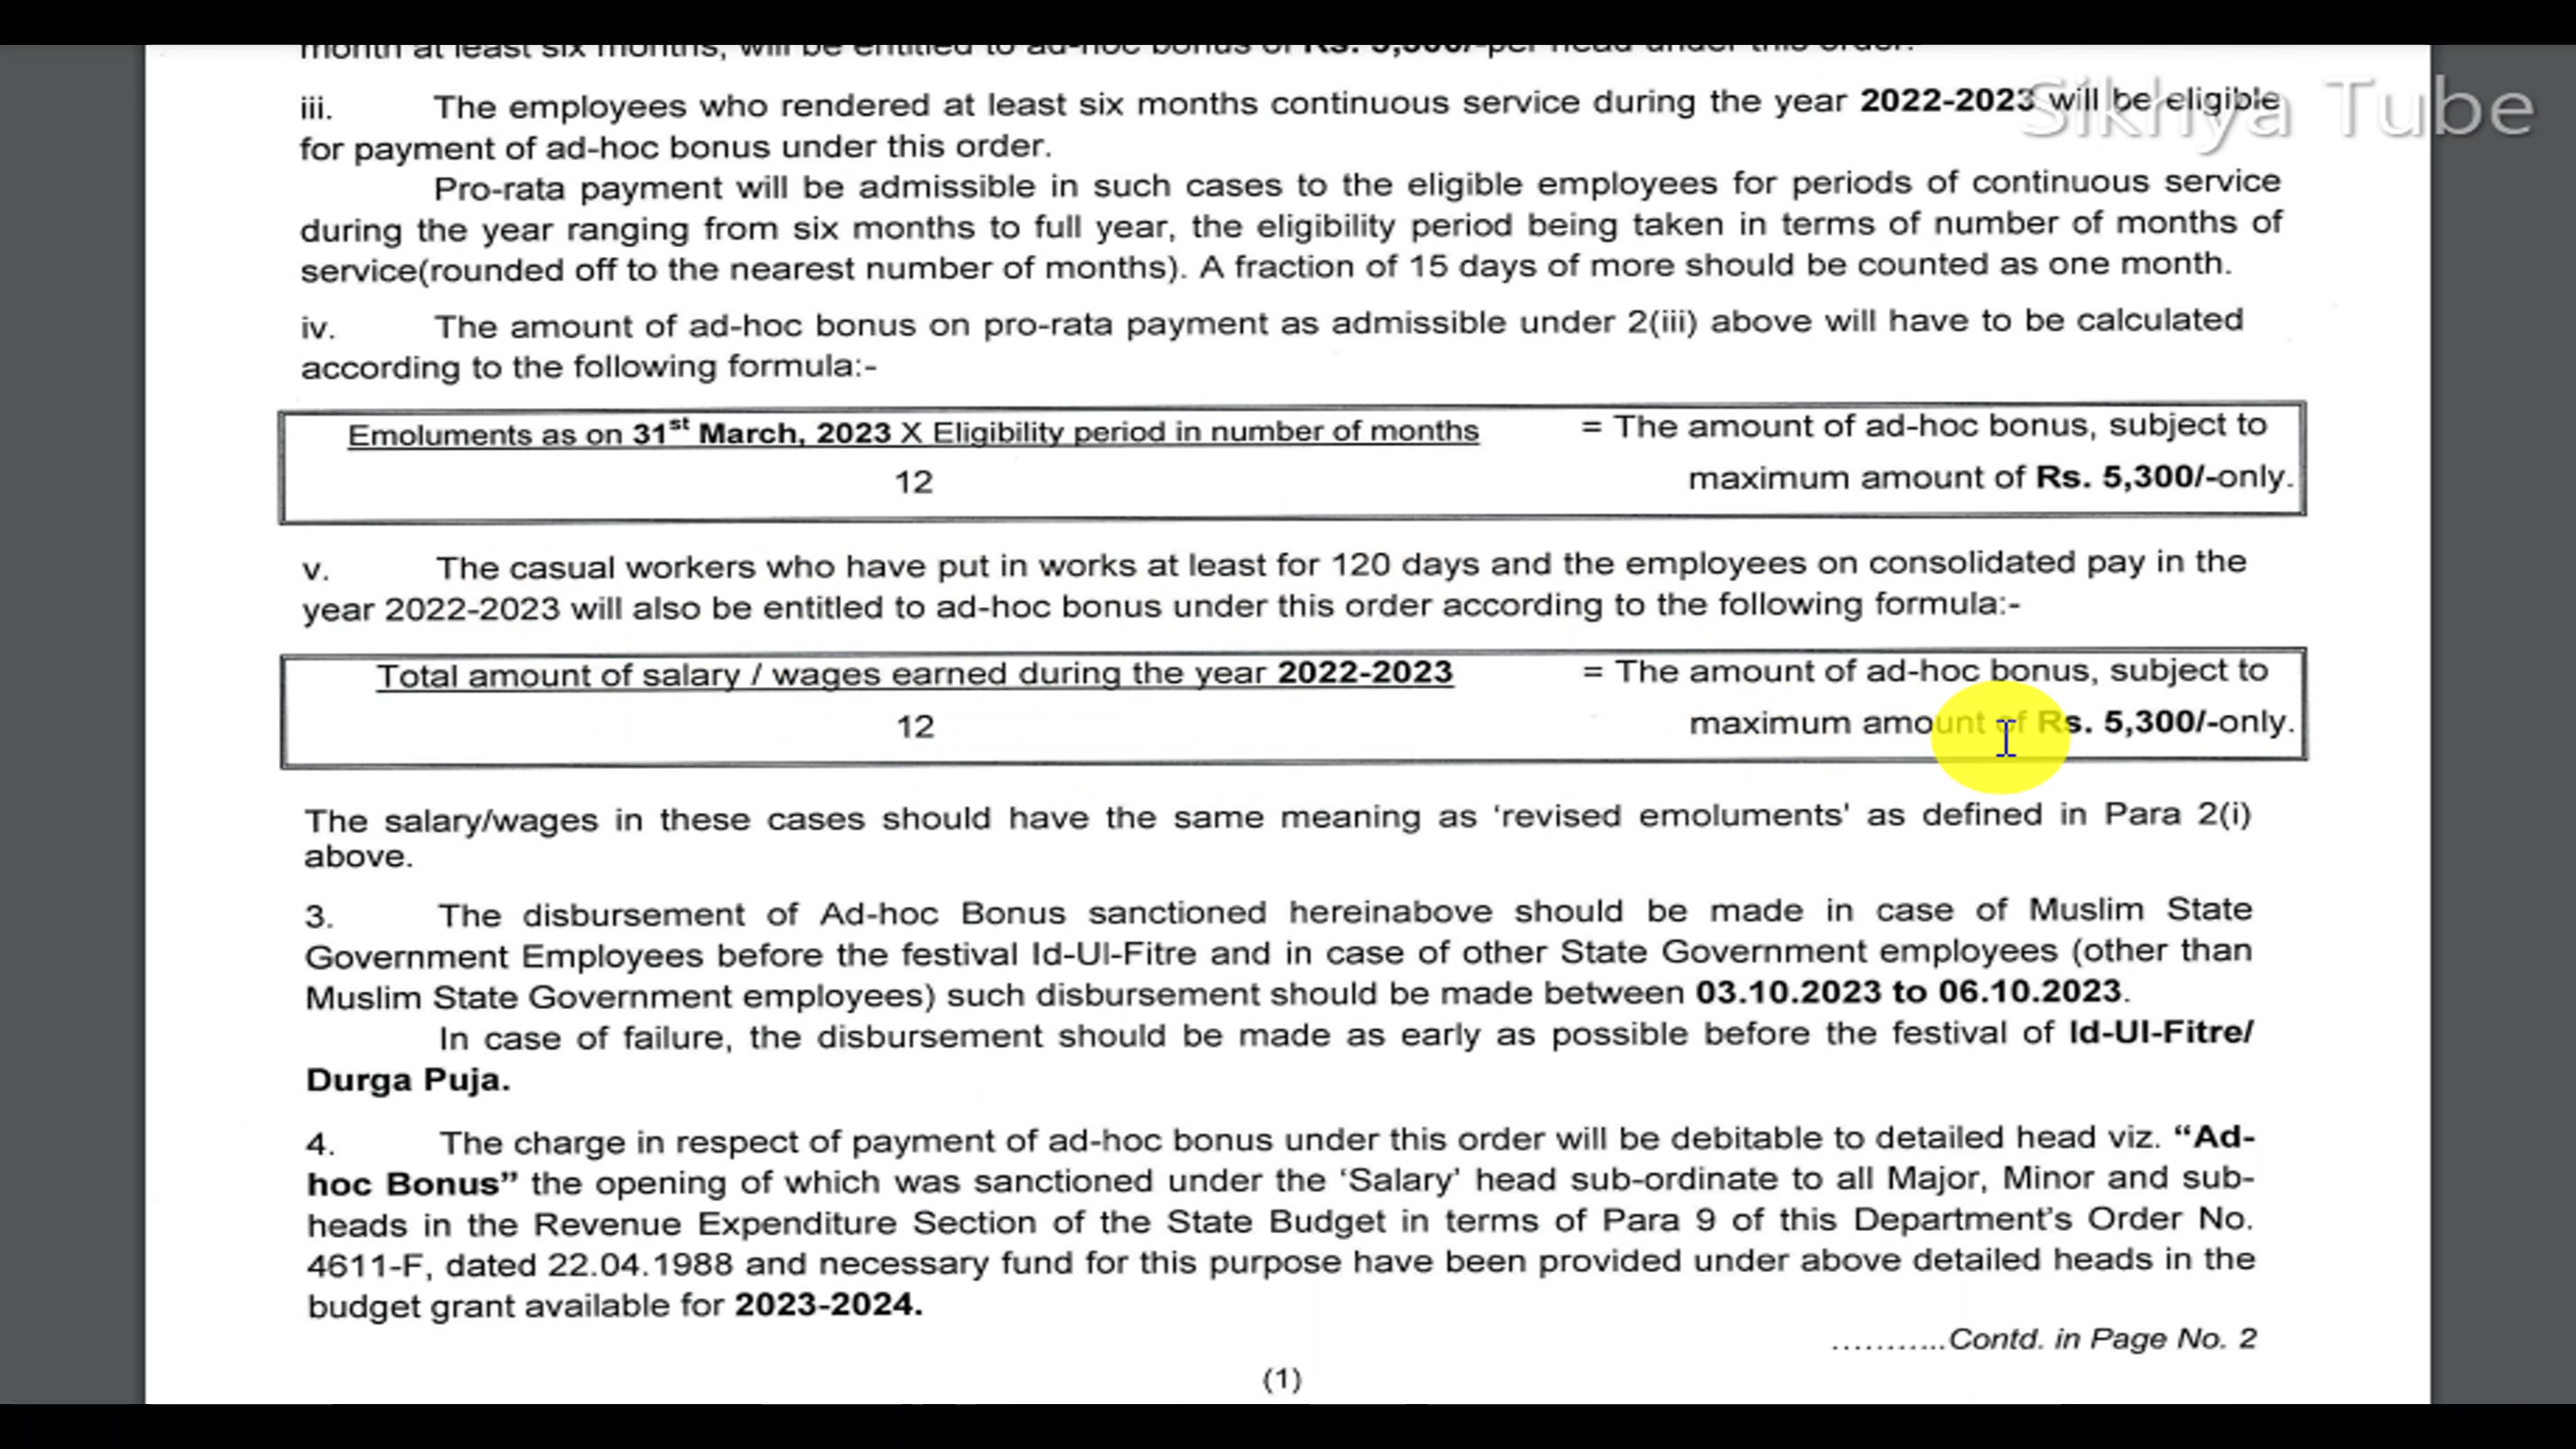 month at least six months, will be entitled to ad-hoc bonus of Rs. 5,300/-per head under this order.
Sikhya Tube
iii. The employees who rendered at least six months continuous service during the year 2022-2023 will be eligible
for payment of ad-hoc bonus under this order.
Pro-rata payment will be admissible in such cases to the eligible employees for periods of continuous service
during the year ranging from six months to full year, the eligibility period being taken in terms of number of months of
service(rounded off to the nearest number of months). A fraction of 15 days of more should be counted as one month.
iv. The amount of ad-hoc bonus on pro-rata payment as admissible under 2(iii) above will have to be calculated
according to the following formula:-
Emoluments as on 31st March, 2023 X Eligibility period in number of months = The amount of ad-hoc bonus, subject to
12 maximum amount of Rs. 5,300/-only.
v. The casual workers who have put in works at least for 120 days and the employees on consolidated pay in the
year 2022-2023 will also be entitled to ad-hoc bonus under this order according to the following formula:-
Total amount of salary / wages earned during the year 2022-2023 = The amount of ad-hoc bonus, subject to
12 maximum amount of Rs. 5,300/-only.
The salary/wages in these cases should have the same meaning as ‘revised emoluments' as defined in Para 2(i)
above.
3. The disbursement of Ad-hoc Bonus sanctioned hereinabove should be made in case of Muslim State
Government Employees before the festival Id-Ul-Fitre and in case of other State Government employees (other than
Muslim State Government employees) such disbursement should be made between 03.10.2023 to 06.10.2023.
In case of failure, the disbursement should be made as early as possible before the festival of Id-Ul-Fitre/
Durga Puja.
4. The charge in respect of payment of ad-hoc bonus under this order will be debitable to detailed head viz. “Ad-
hoc Bonus” the opening of which was sanctioned under the ‘Salary’ head sub-ordinate to all Major, Minor and sub-
heads in the Revenue Expenditure Section of the State Budget in terms of Para 9 of this Department’s Order No.
4611-F, dated 22.04.1988 and necessary fund for this purpose have been provided under above detailed heads in the
budget grant available for 2023-2024.
...........Contd. in Page No. 2
(1)